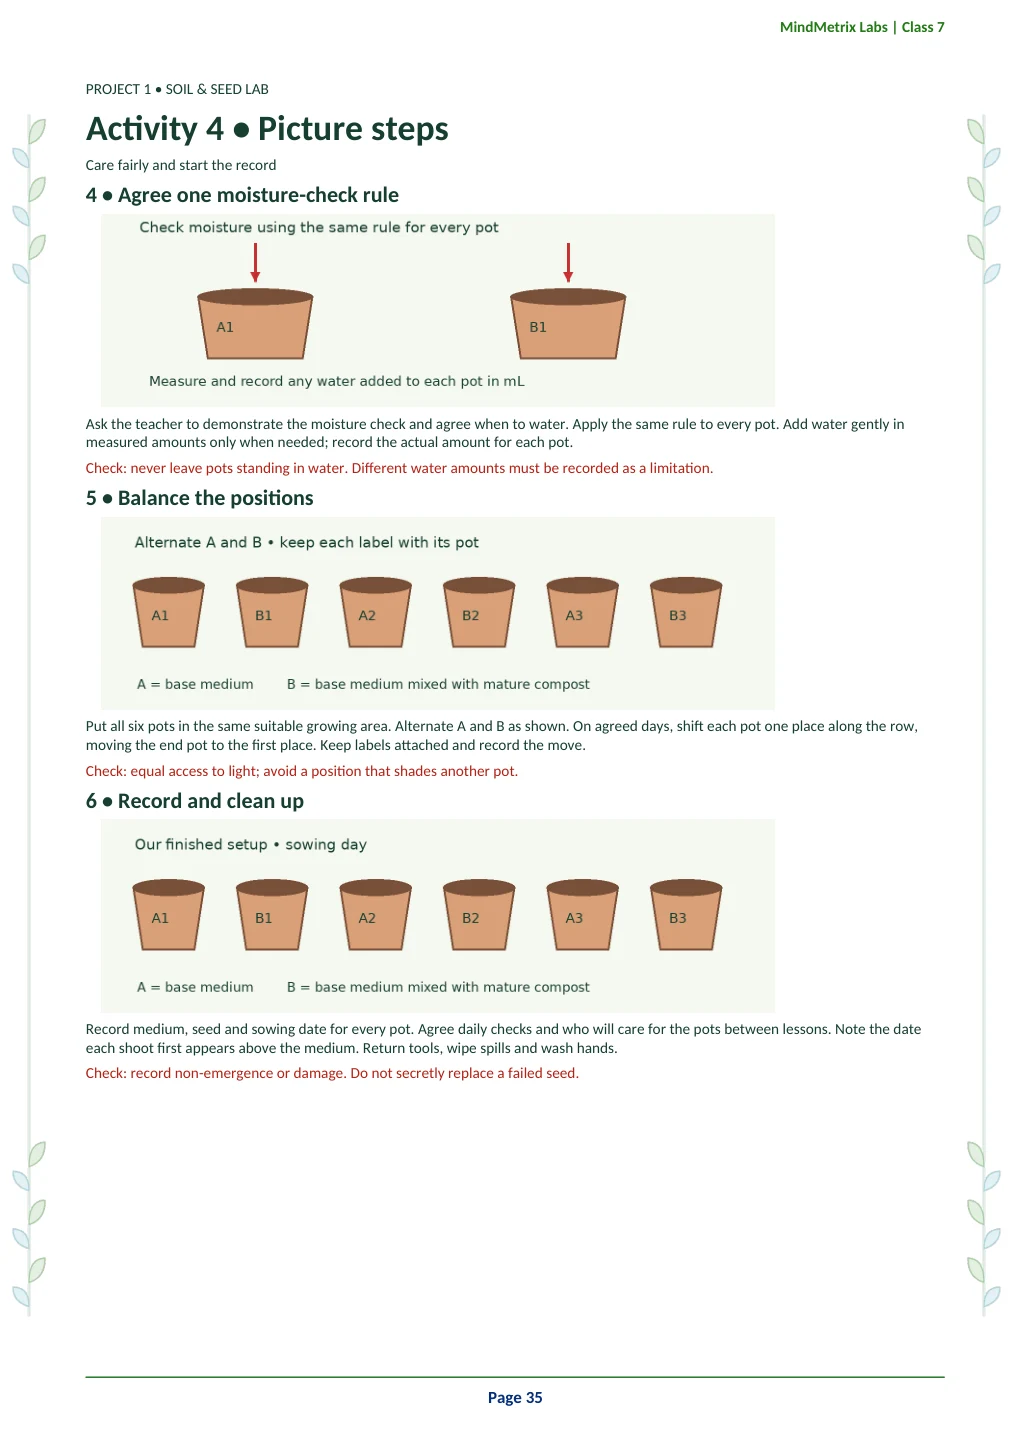 MindMetrix Labs | Class 7
PROJECT 1 • SOIL & SEED LAB
Activity 4 • Picture steps
Care fairly and start the record
4 • Agree one moisture-check rule
Check moisture using the same rule for every pot
A1 B1
Measure and record any water added to each pot in mL
Ask the teacher to demonstrate the moisture check and agree when to water. Apply the same rule to every pot. Add water gently in
measured amounts only when needed; record the actual amount for each pot.
Check: never leave pots standing in water. Different water amounts must be recorded as a limitation.
5 • Balance the positions
Alternate A and B • keep each label with its pot
A1 B1 A2 B2 A3 B3
A = base medium B = base medium mixed with mature compost
Put all six pots in the same suitable growing area. Alternate A and B as shown. On agreed days, shift each pot one place along the row,
moving the end pot to the first place. Keep labels attached and record the move.
Check: equal access to light; avoid a position that shades another pot.
6 • Record and clean up
Our finished setup • sowing day
A1 B1 A2 B2 A3 B3
A = base medium B = base medium mixed with mature compost
Record medium, seed and sowing date for every pot. Agree daily checks and who will care for the pots between lessons. Note the date
each shoot first appears above the medium. Return tools, wipe spills and wash hands.
Check: record non-emergence or damage. Do not secretly replace a failed seed.
Page 35